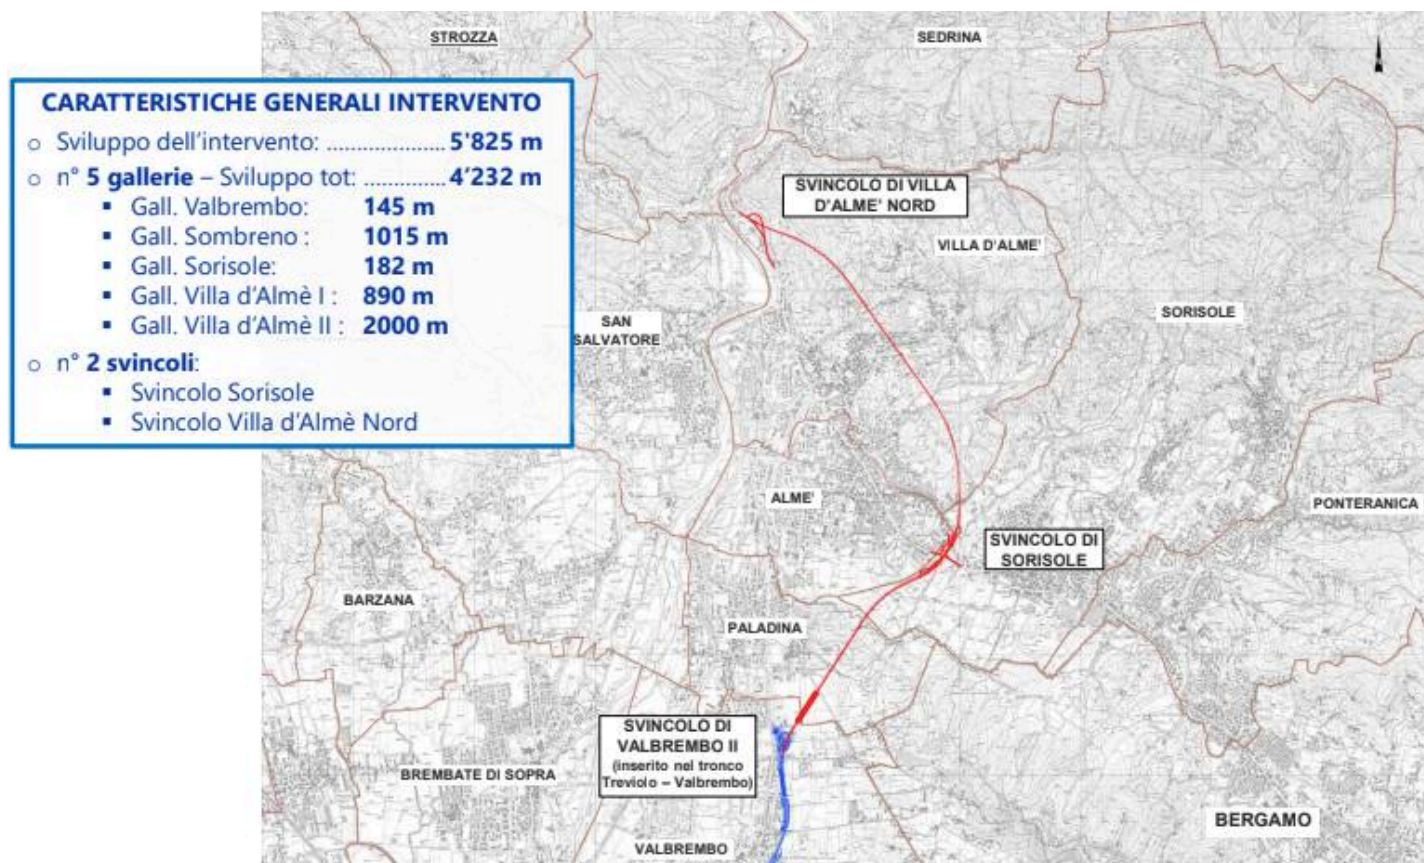 STROZZA
SEDRINA
CARATTERISTICHE GENERALI INTERVENTO
○ Sviluppo dell'intervento: ..................... 5'825 m
○ n° 5 gallerie – Sviluppo tot: .............. 4'232 m
▪ Gall. Valbrembo: 145 m
▪ Gall. Sombreno : 1015 m
▪ Gall. Sorisole: 182 m
▪ Gall. Villa d'Almè I : 890 m
▪ Gall. Villa d'Almè II : 2000 m
○ n° 2 svincoli:
▪ Svincolo Sorisole
▪ Svincolo Villa d'Almè Nord
SVINCOLO DI VILLA
D'ALME' NORD
VILLA D'ALME'
SORISOLE
SAN
SALVATORE
ALME'
PONTERANICA
SVINCOLO DI
SORISOLE
BARZANA
PALADINA
SVINCOLO DI
VALBREMBO II
(inserito nel tronco
Treviolo – Valbrembo)
BREMBATE DI SOPRA
BERGAMO
VALBREMBO